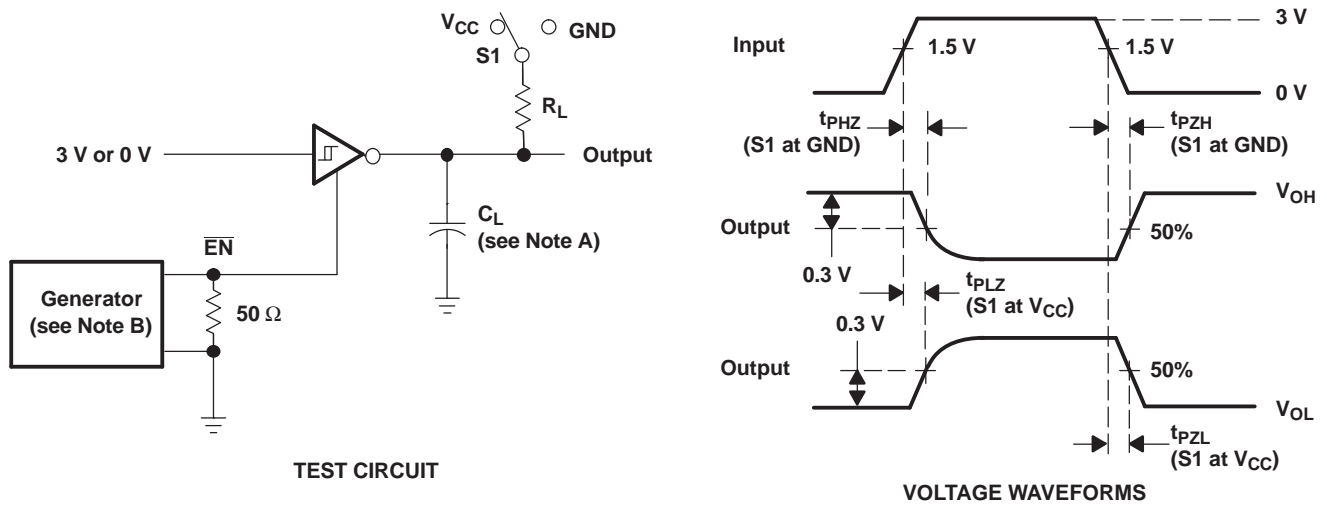 VCC
GND
S1
RL
3 V or 0 V
Output
CL
(see Note A)
EN
Generator
(see Note B)
50 Ω
TEST CIRCUIT
3 V
Input
1.5 V
1.5 V
0 V
tPHZ
(S1 at GND)
tPZH
(S1 at GND)
VOH
Output
50%
0.3 V
tPLZ
(S1 at VCC)
0.3 V
Output
50%
VOL
tPZL
(S1 at VCC)
VOLTAGE WAVEFORMS